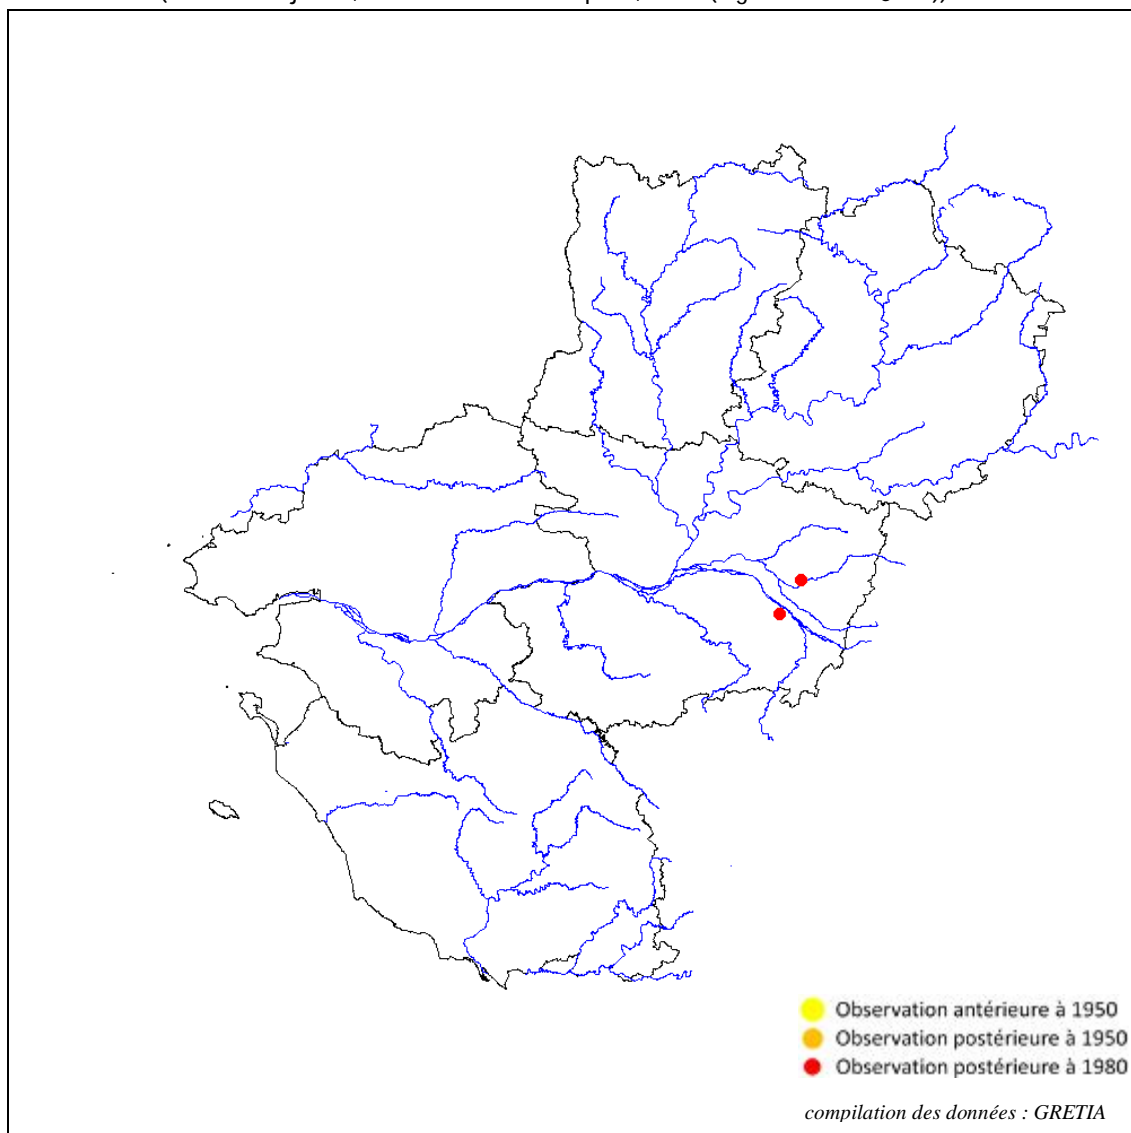 Observation antérieure à 1950
Observation postérieure à 1950
Observation postérieure à 1980
compilation des données : GRETIA